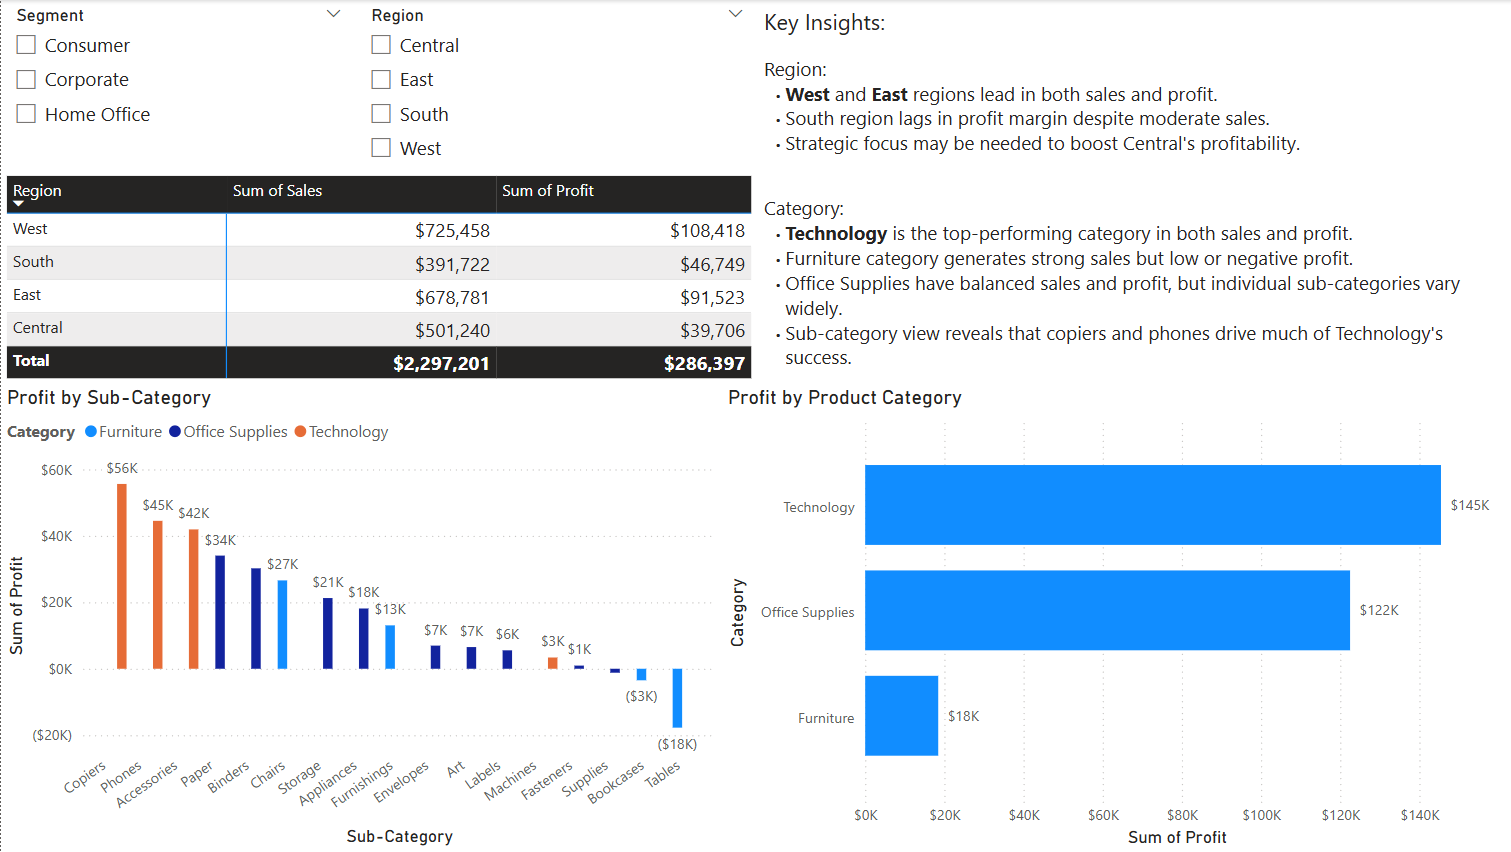 Segment
Consumer
Corporate
Home Office
Region
Central
East
South
West
Key Insights:
Region:
• West and East regions lead in both sales and profit.
• South region lags in profit margin despite moderate sales.
• Strategic focus may be needed to boost Central's profitability.
Category:
• Technology is the top-performing category in both sales and profit.
• Furniture category generates strong sales but low or negative profit.
• Office Supplies have balanced sales and profit, but individual sub-categories vary
widely.
• Sub-category view reveals that copiers and phones drive much of Technology's
success.
Region Sum of Sales Sum of Profit
West $725,458 $108,418
South $391,722 $46,749
East $678,781 $91,523
Central $501,240 $39,706
Total $2,297,201 $286,397
Profit by Sub-Category
Category Furniture Office Supplies Technology
Sum of Profit
$60K
$40K
$20K
$0K
($20K)
$56K
$45K
$42K
$34K
$27K
$21K
$18K
$13K
$7K
$7K
$6K
$3K
$1K
($3K)
($18K)
Copiers
Phones
Accessories
Paper
Binders
Chairs
Storage
Appliances
Furnishings
Envelopes
Art
Labels
Machines
Fasteners
Supplies
Bookcases
Tables
Sub-Category
Profit by Product Category
Category
Technology $145K
Office Supplies $122K
Furniture $18K
$0K $20K $40K $60K $80K $100K $120K $140K
Sum of Profit